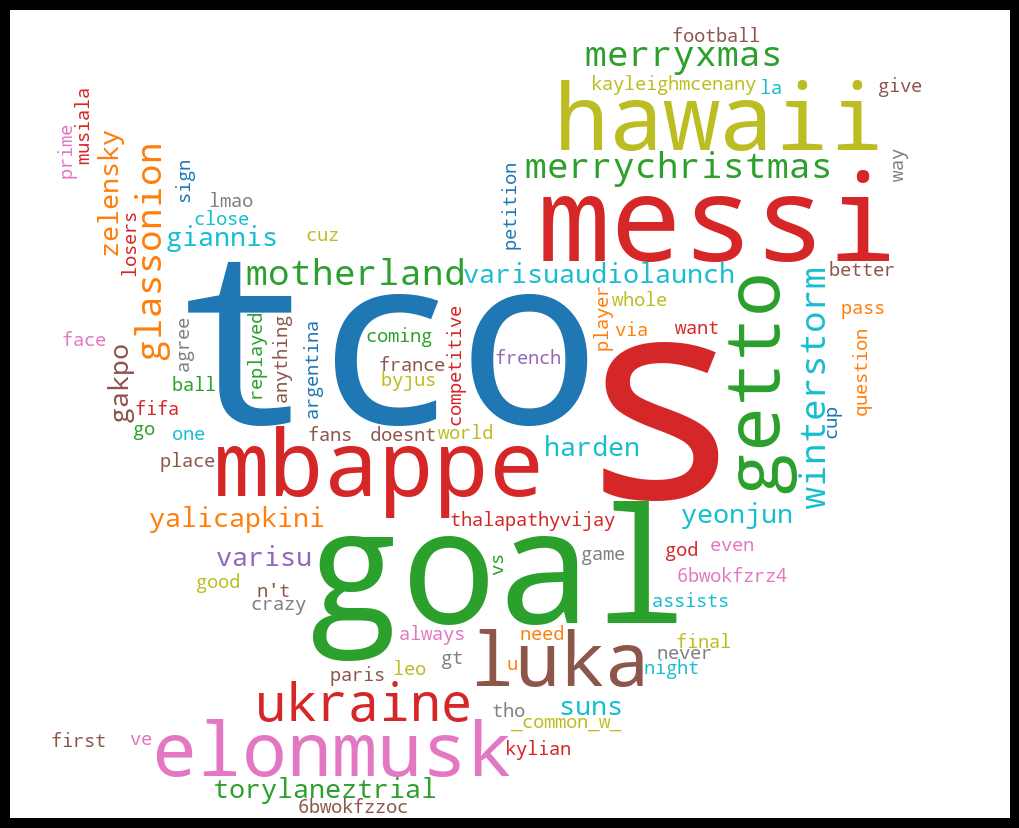 football
merryxmas
kayleighmcenany
la
give
hawaii
prime
musiala
zelensky
glassonion
sign
lmao
close
losers
giannis
cuz
petition
merrychristmas
way
messi
motherland
varisuaudiolaunch
better
tco
s
getto
winterstorm
whole
player
via
want
pass
question
cup
face
gakpo
agree
replayed
anything
argentina
coming
france
byjus
competitive
french
ball
fifa
go
one
place
fans
doesnt
world
harden
mbappe
yalicapkini
thalapathyvijay
yeonjun
goal
varisu
vs
game
god
even
good
n't
crazy
6bwokfzrz4
assists
always
need
final
never
night
gt
u
luka
paris
leo
ukraine
tho
suns
_common_w_
first
ve
elonmusk
kylian
torylaneztrial
6bwokfzzoc